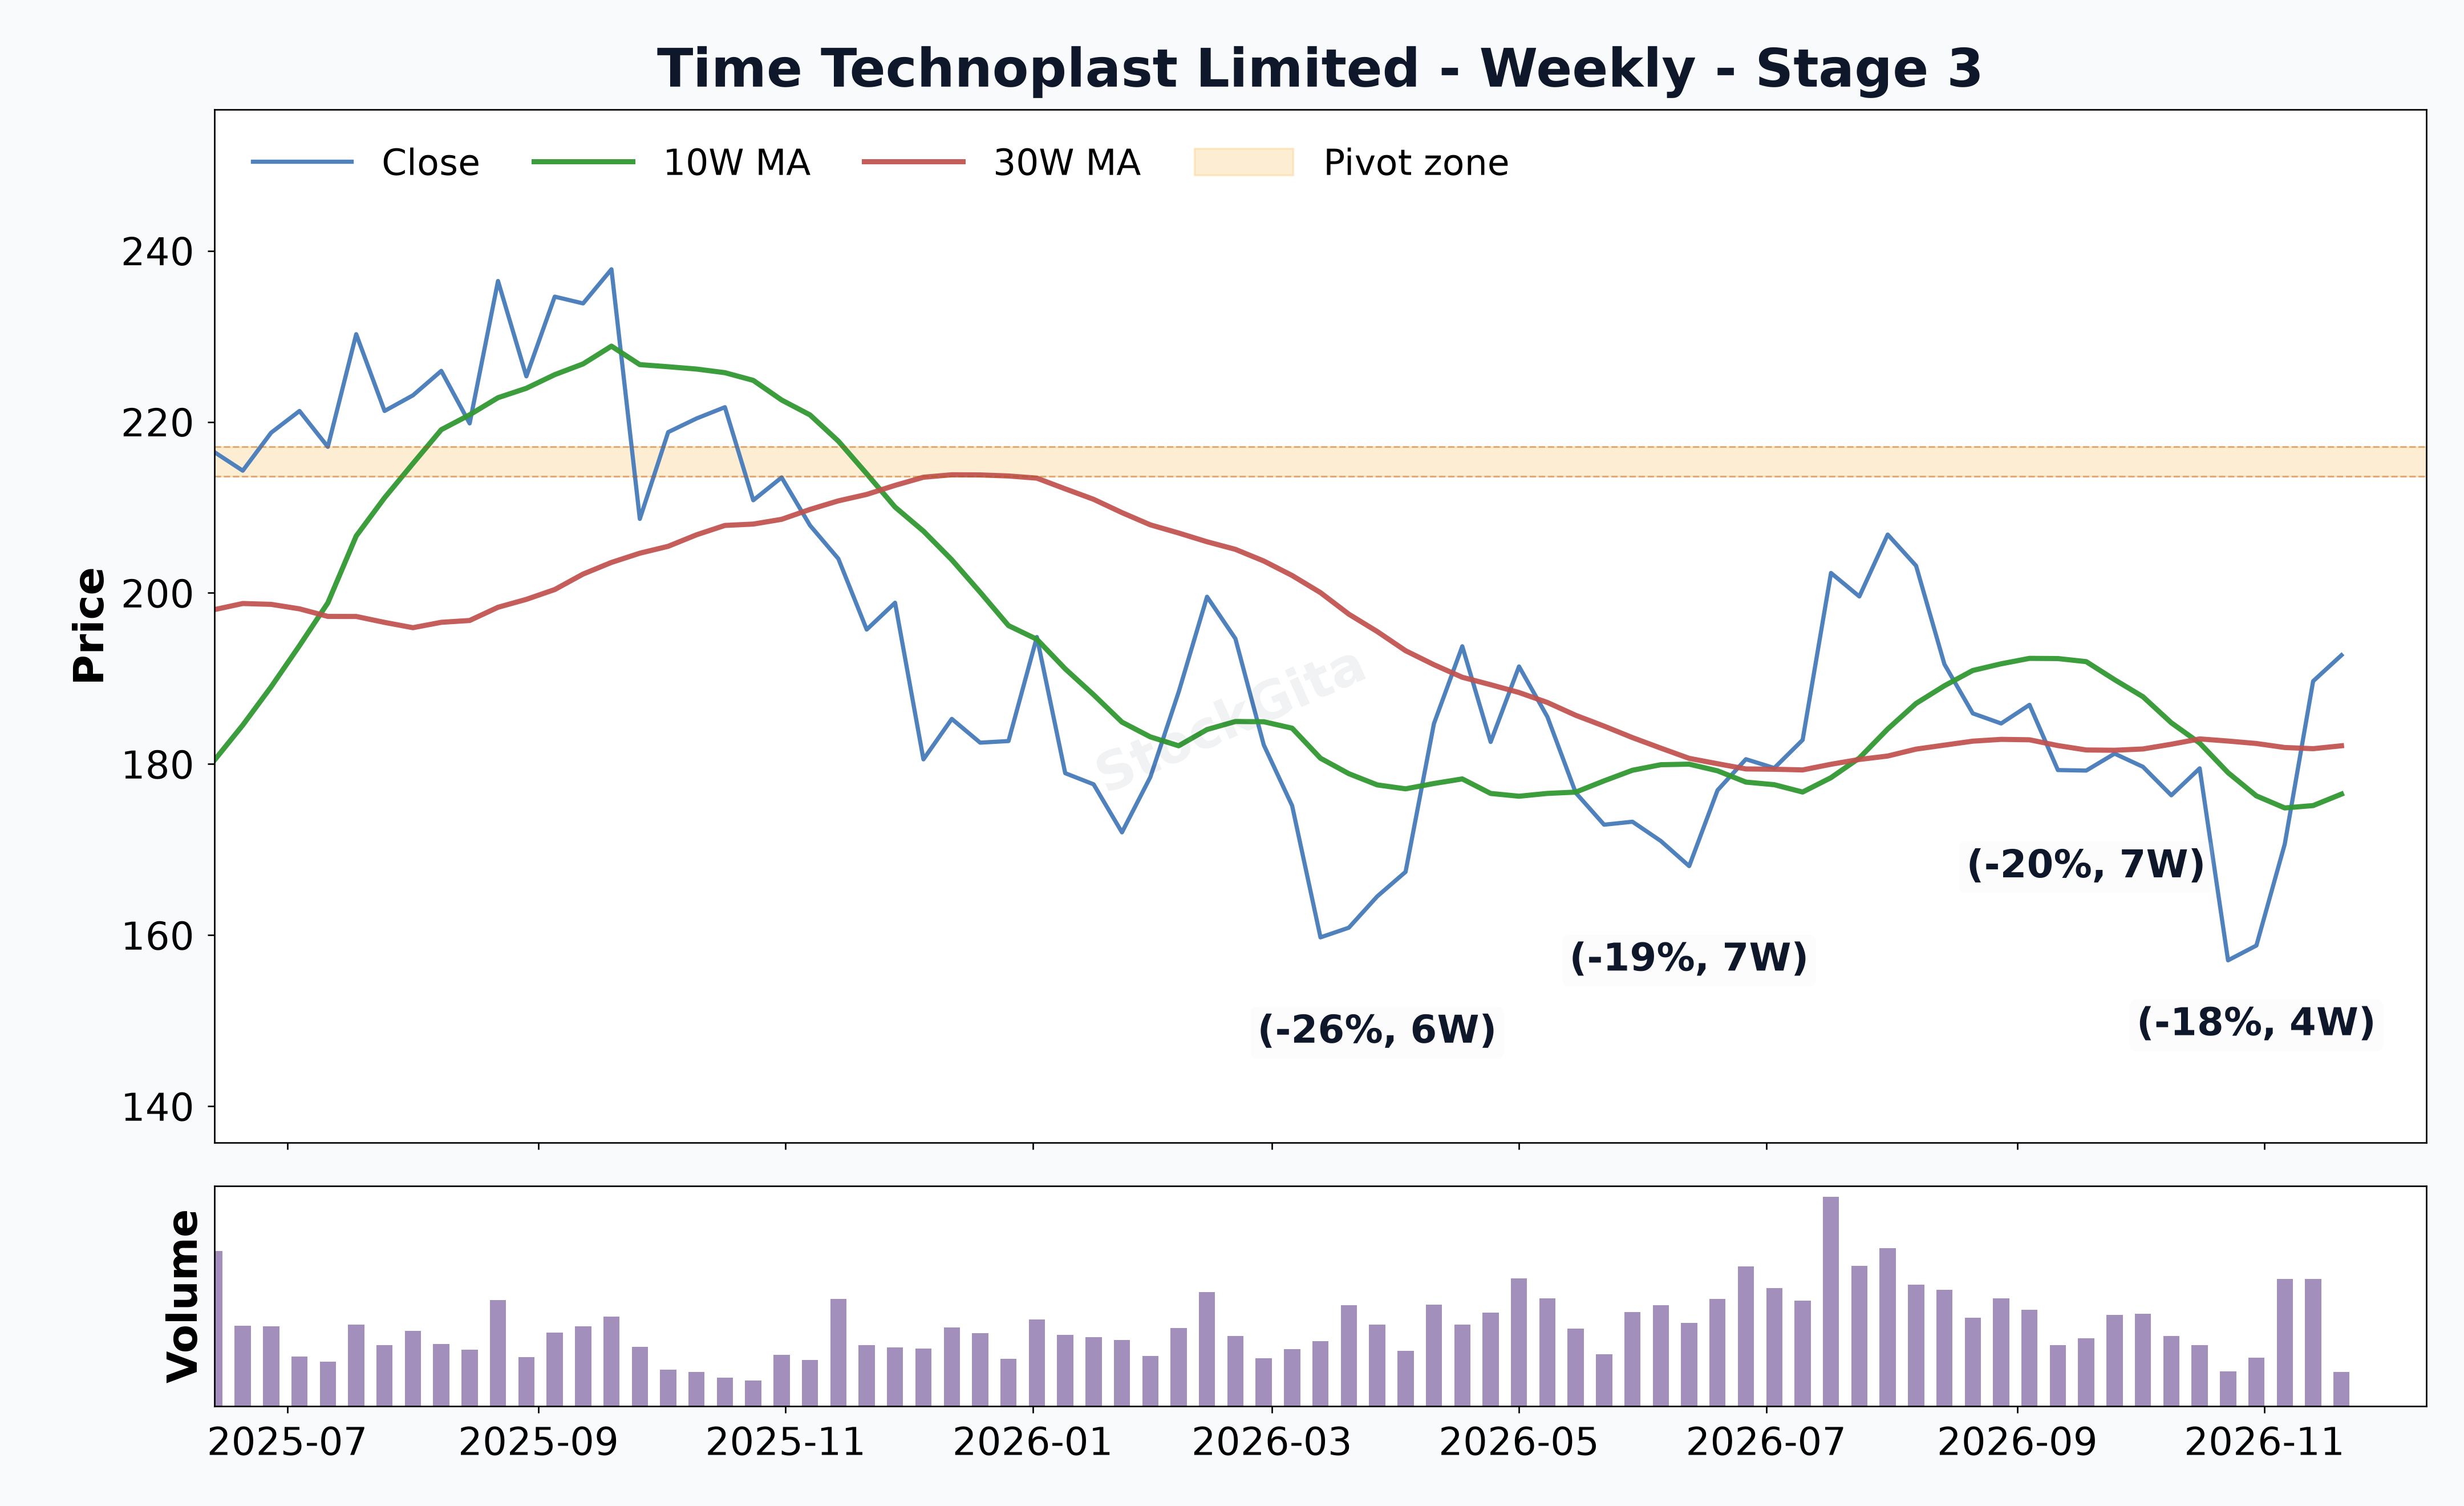 Time Technoplast Limited - Weekly - Stage 3
Close
10W MA
30W MA
Pivot zone
240
220
200
180
160
140
Price
StockGita
(-20%, 7W)
(-19%, 7W)
(-26%, 6W)
(-18%, 4W)
Volume
2025-07
2025-09
2025-11
2026-01
2026-03
2026-05
2026-07
2026-09
2026-11